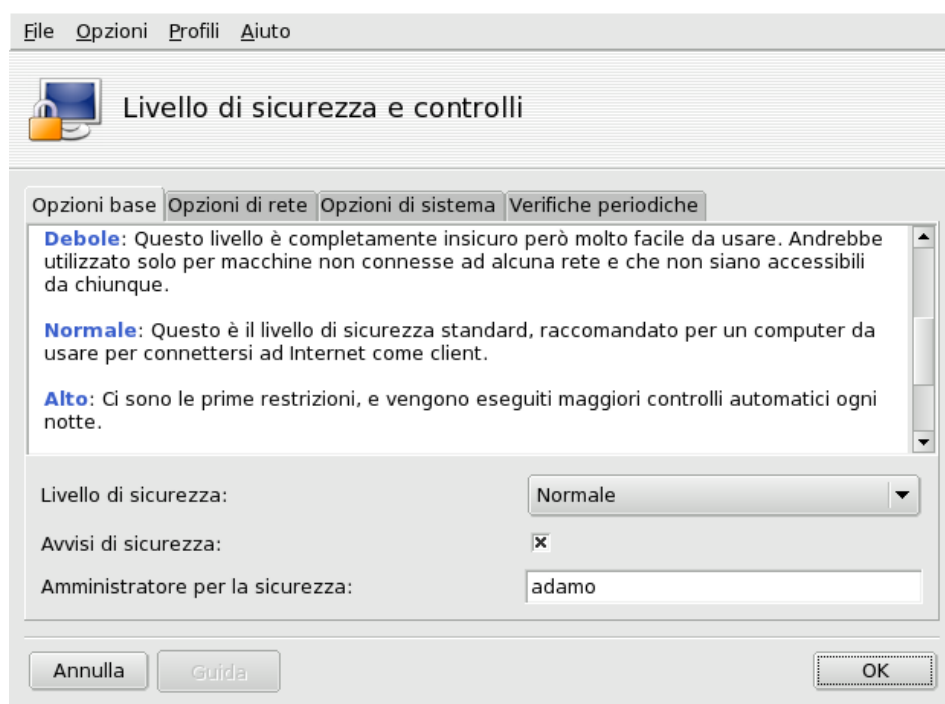 File Opzioni Profili Aiuto
Livello di sicurezza e controlli
Opzioni base Opzioni di rete Opzioni di sistema Verifiche periodiche
Debole: Questo livello è completamente insicuro però molto facile da usare. Andrebbe
utilizzato solo per macchine non connesse ad alcuna rete e che non siano accessibili
da chiunque.
Normale: Questo è il livello di sicurezza standard, raccomandato per un computer da
usare per connettersi ad Internet come client.
Alto: Ci sono le prime restrizioni, e vengono eseguiti maggiori controlli automatici ogni
notte.
Livello di sicurezza: Normale
Avvisi di sicurezza:
Amministratore per la sicurezza: adamo
Annulla Guida OK